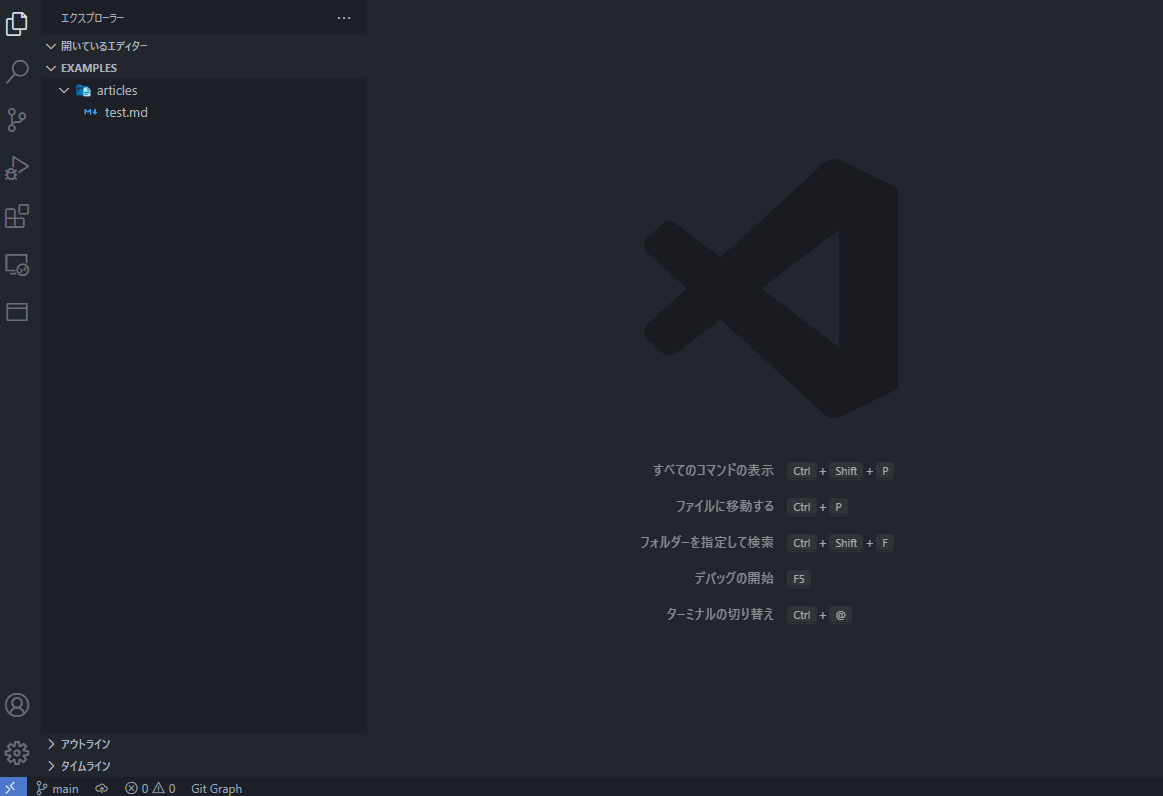 エクスプローラー
開いているエディター
EXAMPLES
articles
M test.md
すべてのコマンドの表示 Ctrl + Shift + P
ファイルに移動する Ctrl + P
フォルダーを指定して検索 Ctrl + Shift + F
デバッグの開始 F5
ターミナルの切り替え Ctrl + @
アウトライン
タイムライン
main 0 0 Git Graph